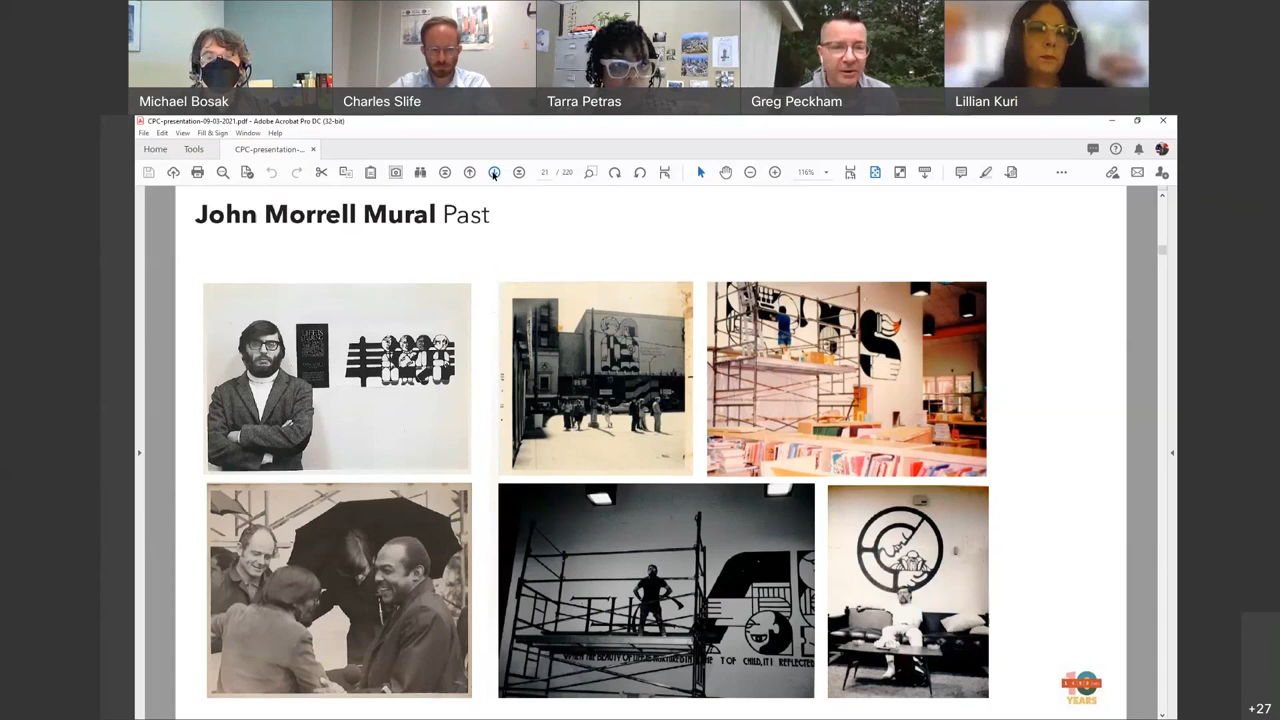 Michael Bosak
Charles Slife
Tarra Petras
Greg Peckham
Lillian Kuri
CPC-presentation-09-03-2021.pdf - Adobe Acrobat Pro DC (32-bit)
File Edit View Fill & Sign Window Help
Home Tools CPC-presentation-... ×
21 / 220
116%
John Morrell Mural Past
YEARS
+27